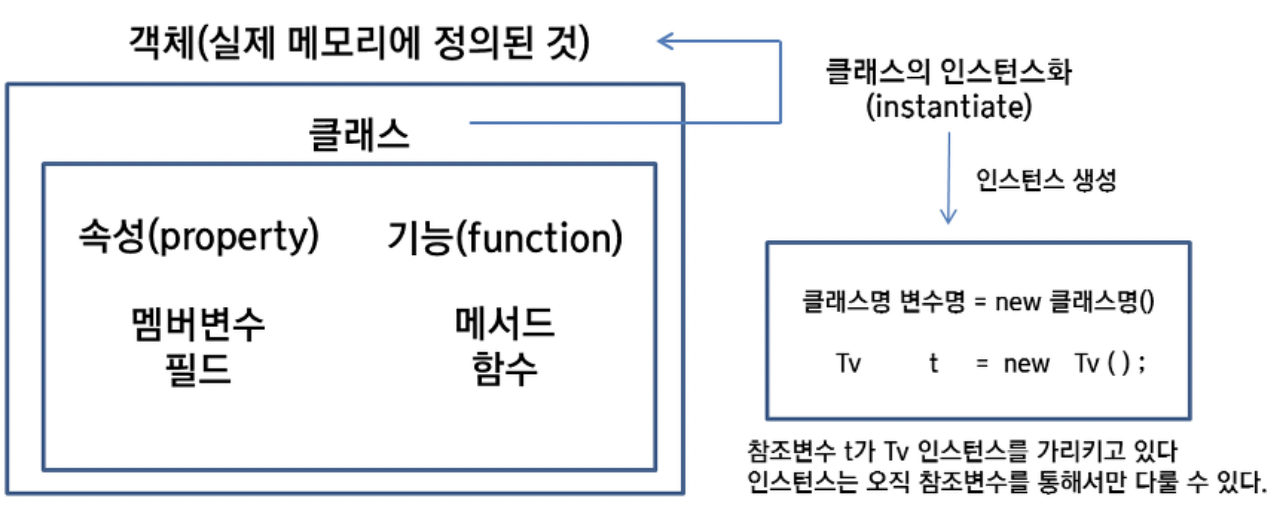 객체(실제 메모리에 정의된 것)
클래스
속성(property)
기능(function)
멤버변수
필드
메서드
함수
클래스의 인스턴스화
(instantiate)
인스턴스 생성
클래스명 변수명 = new 클래스명()
Tv t = new Tv ( ) ;
참조변수 t가 Tv 인스턴스를 가리키고 있다
인스턴스는 오직 참조변수를 통해서만 다룰 수 있다.